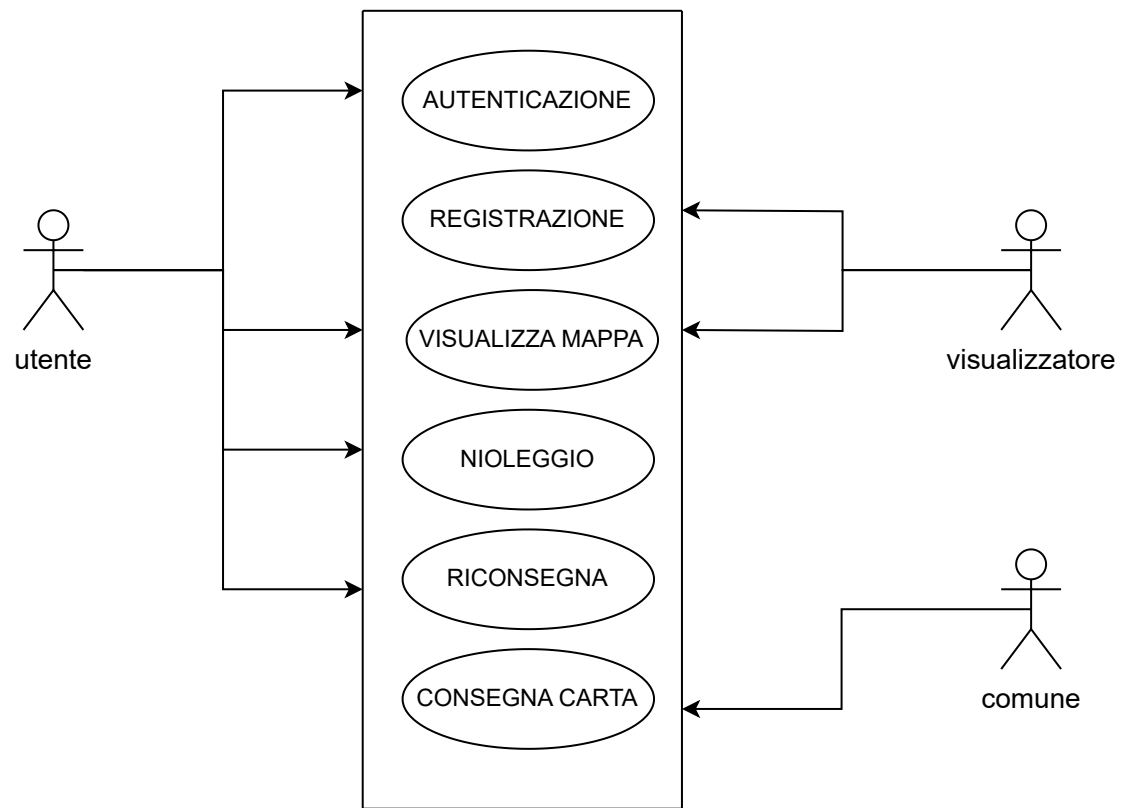 AUTENTICAZIONE
REGISTRAZIONE
utente
VISUALIZZA MAPPA
visualizzatore
NIOLEGGIO
RICONSEGNA
CONSEGNA CARTA
comune